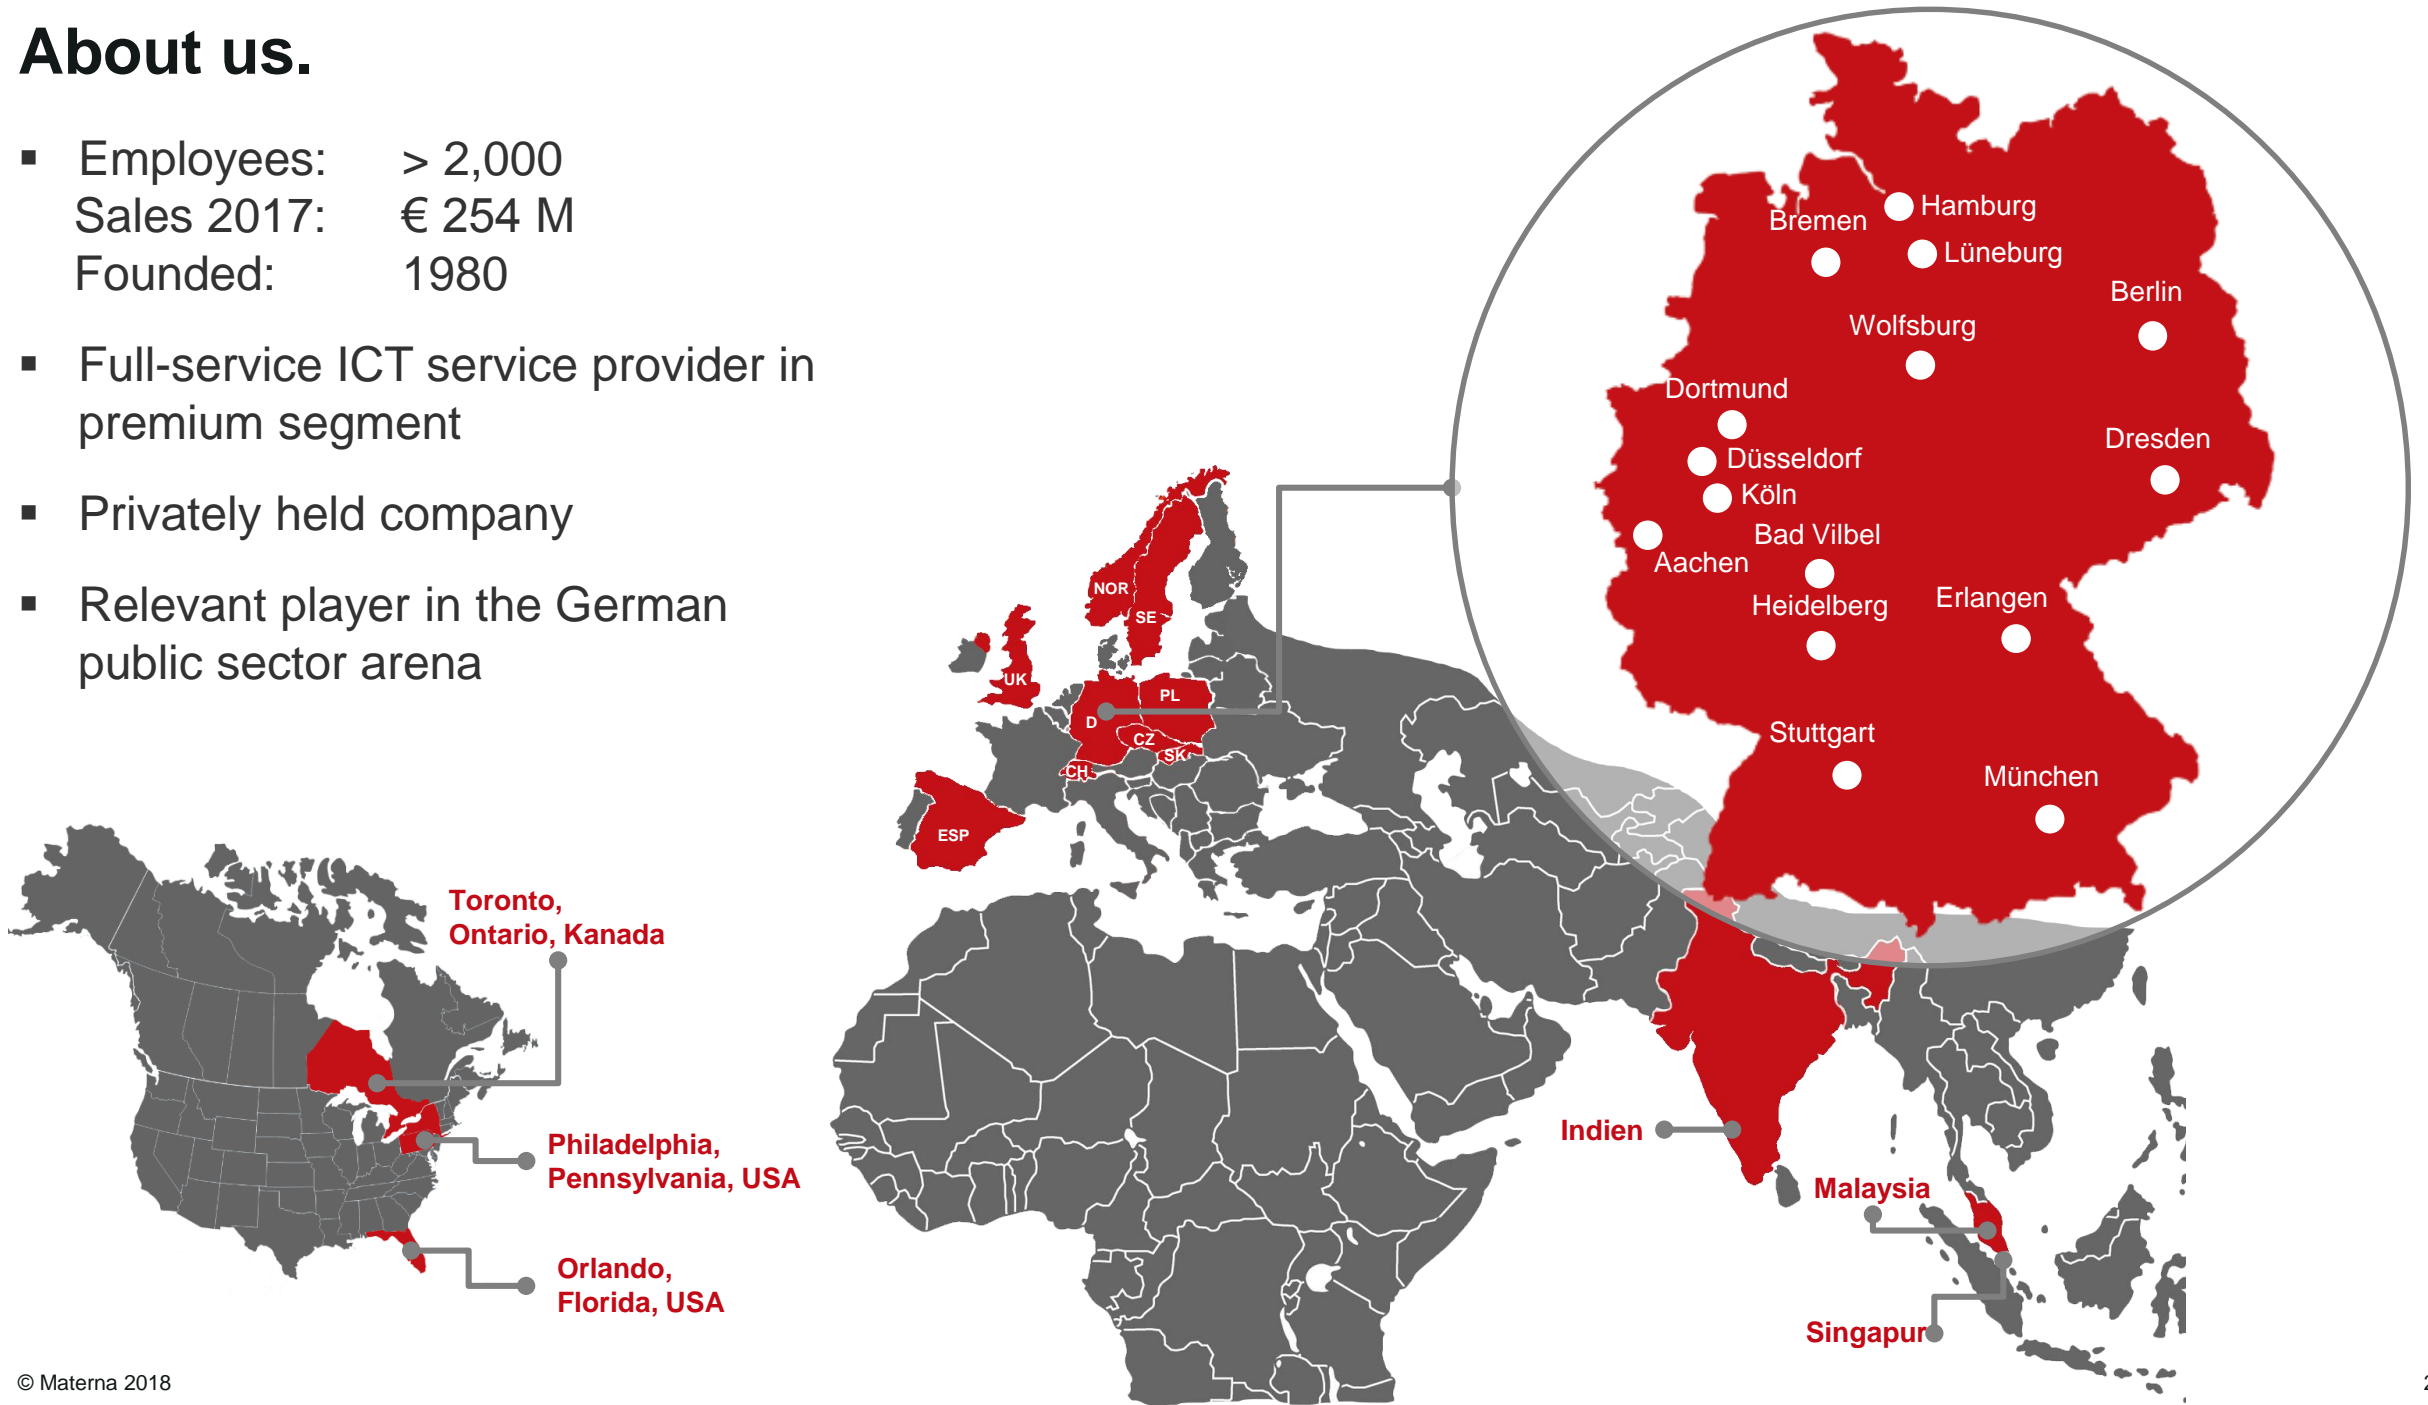 About us.
▪ Employees: > 2,000
Sales 2017: € 254 M
Founded: 1980
▪ Full-service ICT service provider in
premium segment
▪ Privately held company
▪ Relevant player in the German
public sector arena
Hamburg
Bremen
Lüneburg
Berlin
Wolfsburg
Dortmund
Dresden
Düsseldorf
Köln
Bad Vilbel
Aachen
Heidelberg
Erlangen
Stuttgart
München
NOR
SE
UK
PL
D
CZ
SK
CH
ESP
Toronto,
Ontario, Kanada
Philadelphia,
Pennsylvania, USA
Orlando,
Florida, USA
Indien
Malaysia
Singapur
© Materna 2018
2